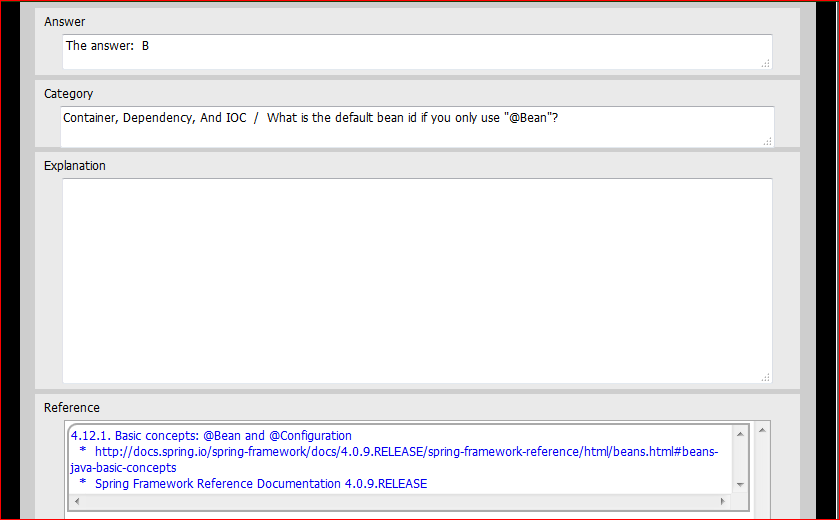 Answer
The answer:  B
Category
Container, Dependency, And IOC  /  What is the default bean id if you only use "@Bean"?
Explanation
Reference
4.12.1. Basic concepts: @Bean and @Configuration
*  http://docs.spring.io/spring-framework/docs/4.0.9.RELEASE/spring-framework-reference/html/beans.html#beans-
java-basic-concepts
*  Spring Framework Reference Documentation 4.0.9.RELEASE